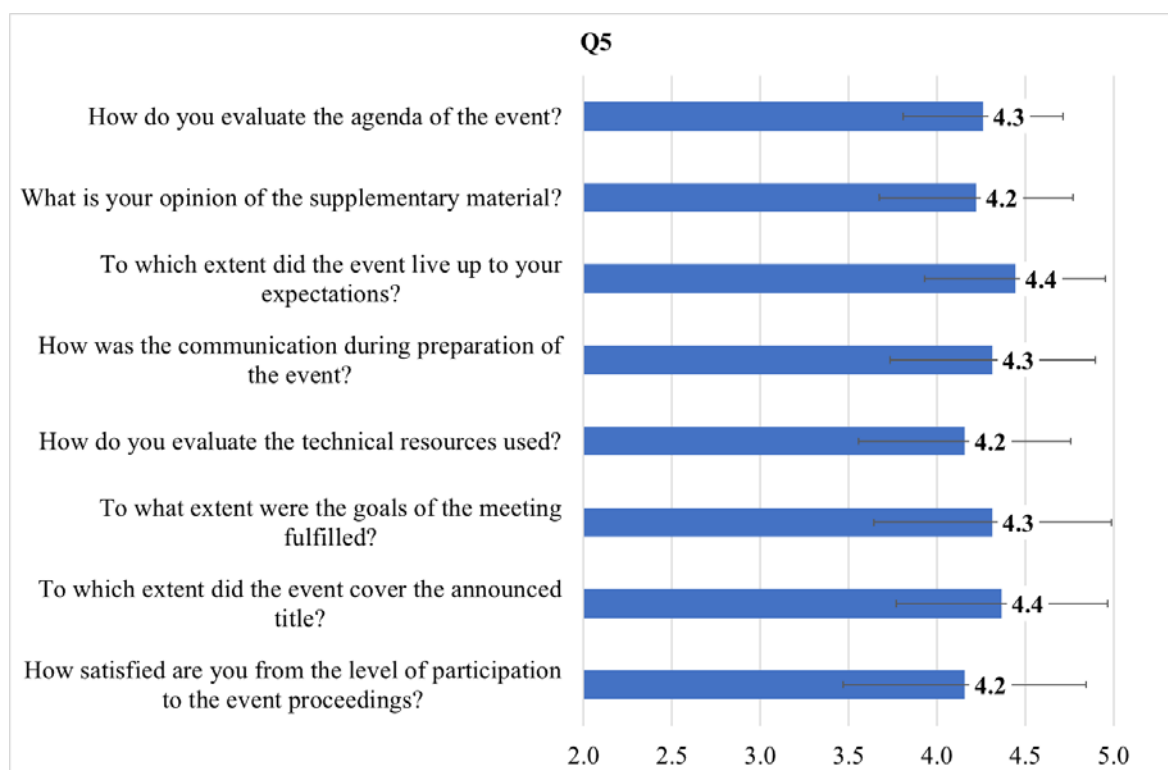 Q5
How do you evaluate the agenda of the event?
4.3
What is your opinion of the supplementary material?
4.2
To which extent did the event live up to your
expectations?
4.4
How was the communication during preparation of
the event?
4.3
How do you evaluate the technical resources used?
4.2
To what extent were the goals of the meeting
fulfilled?
4.3
To which extent did the event cover the announced
title?
4.4
How satisfied are you from the level of participation
to the event proceedings?
4.2
2.0 2.5 3.0 3.5 4.0 4.5 5.0